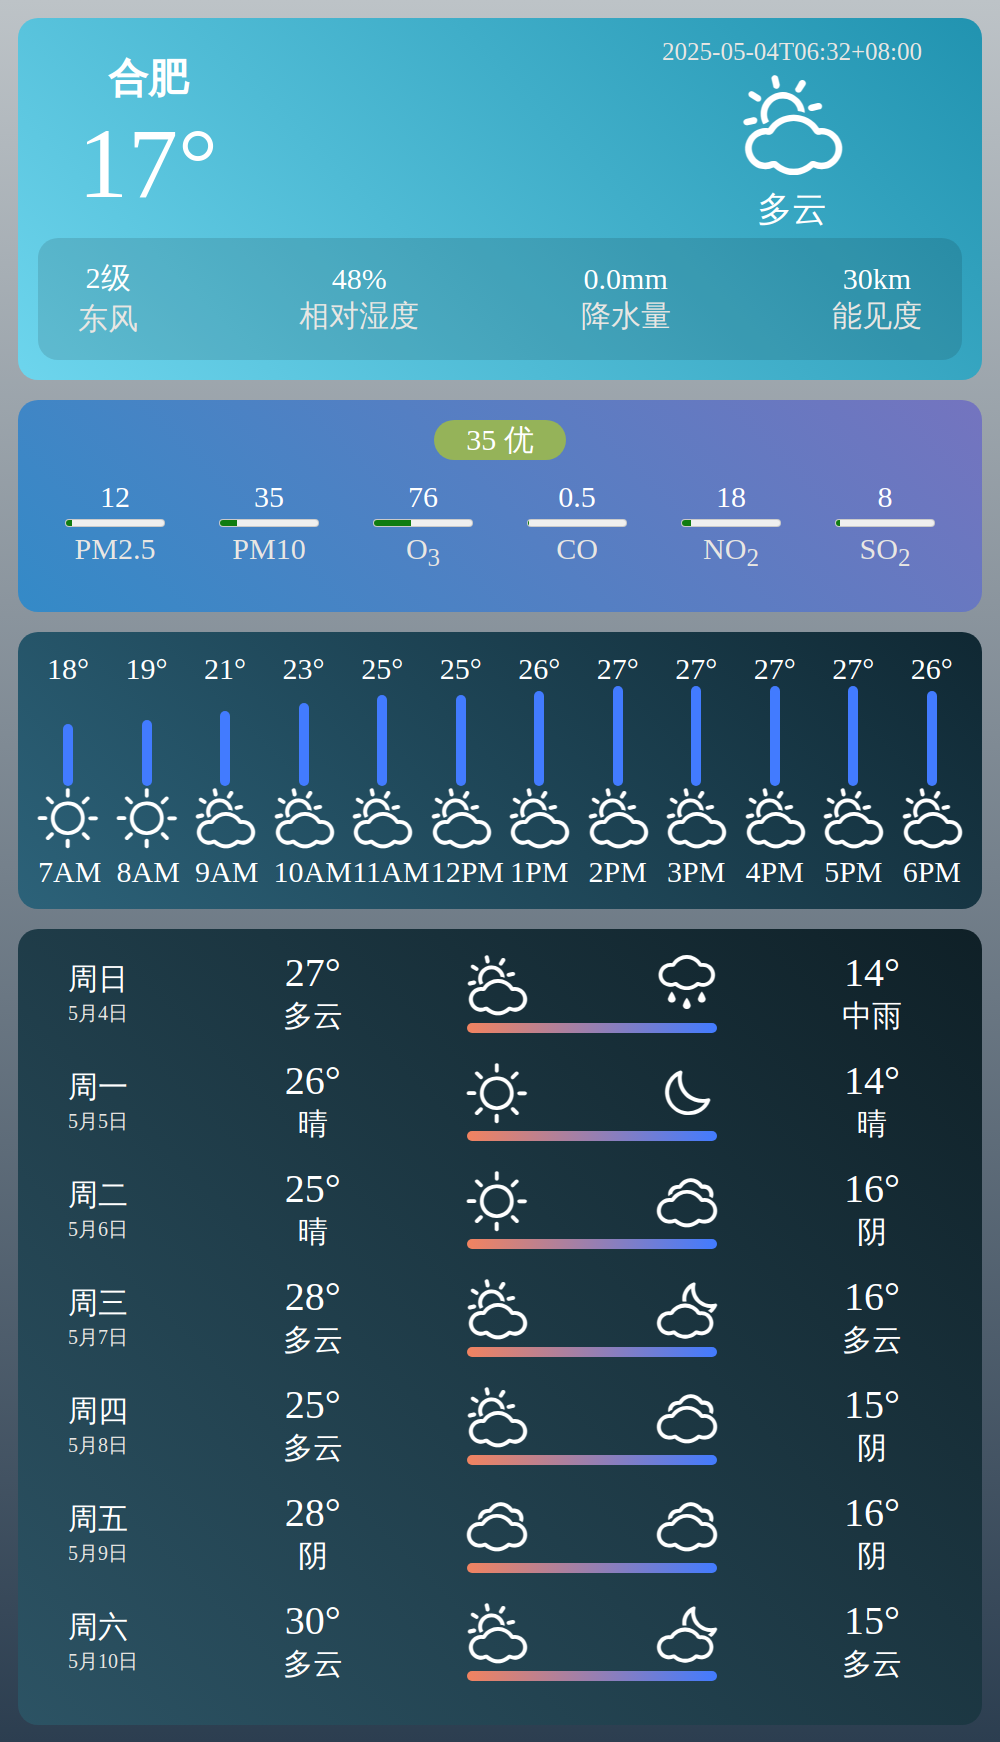 合肥
17°
2025-05-04T06:32+08:00
多云
2级 48% 0.0mm 30km
东风 相对湿度 降水量 能见度
35 优
12 35 76 0.5 18 8
PM2.5 PM10 O3 CO NO2 SO2
18° 19° 21° 23° 25° 25° 26° 27° 27° 27° 27° 26°
7AM 8AM 9AM 10AM 11AM 12PM 1PM 2PM 3PM 4PM 5PM 6PM
周日 27° 14°
5月4日 多云 中雨
周一 26° 14°
5月5日 晴 晴
周二 25° 16°
5月6日 晴 阴
周三 28° 16°
5月7日 多云 多云
周四 25° 15°
5月8日 多云 阴
周五 28° 16°
5月9日 阴 阴
周六 30° 15°
5月10日 多云 多云